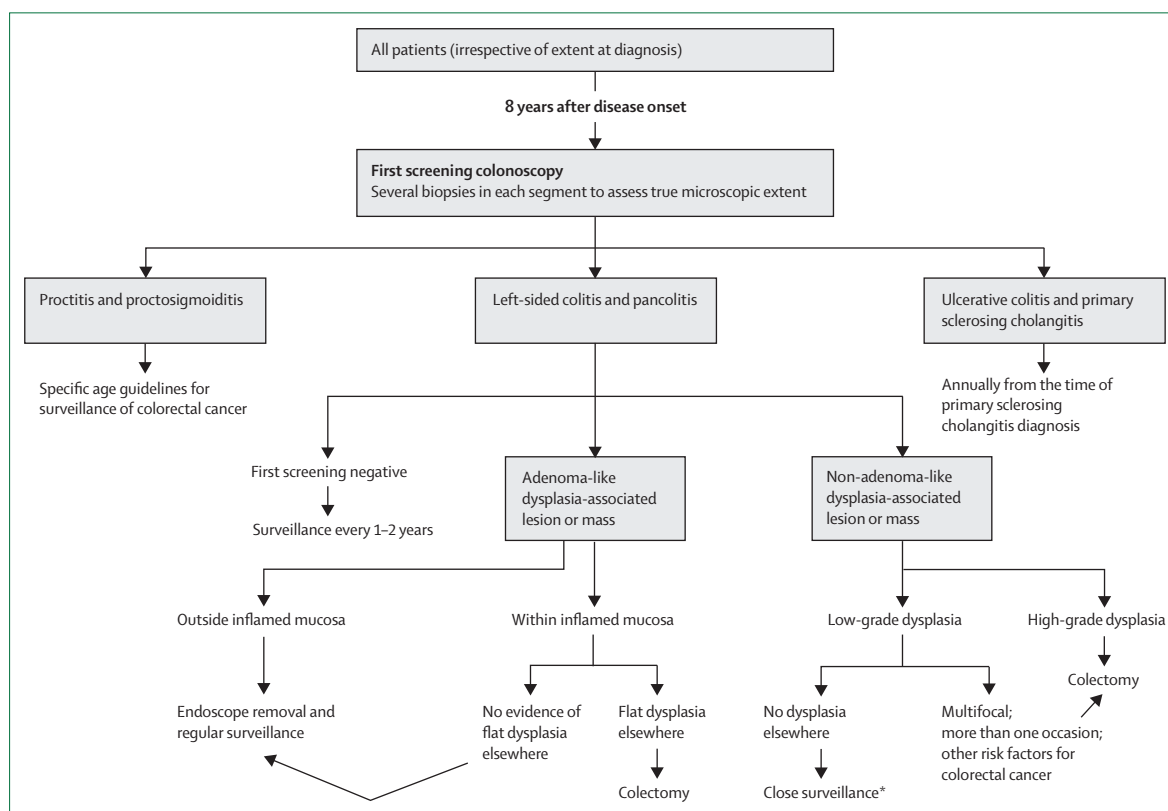 All patients (irrespective of extent at diagnosis)
8 years after disease onset
First screening colonoscopy
Several biopsies in each segment to assess true microscopic extent
Proctitis and proctosigmoiditis
Left-sided colitis and pancolitis
Ulcerative colitis and primary
sclerosing cholangitis
Specific age guidelines for
surveillance of colorectal cancer
Annually from the time of
primary sclerosing
cholangitis diagnosis
First screening negative
Surveillance every 1–2 years
Adenoma-like
dysplasia-associated
lesion or mass
Non-adenoma-like
dysplasia-associated
lesion or mass
Outside inflamed mucosa
Within inflamed mucosa
Low-grade dysplasia
High-grade dysplasia
Endoscope removal and
regular surveillance
No evidence of
flat dysplasia
elsewhere
Flat dysplasia
elsewhere
Colectomy
No dysplasia
elsewhere
Close surveillance*
Multifocal;
more than one occasion;
other risk factors for
colorectal cancer
Colectomy